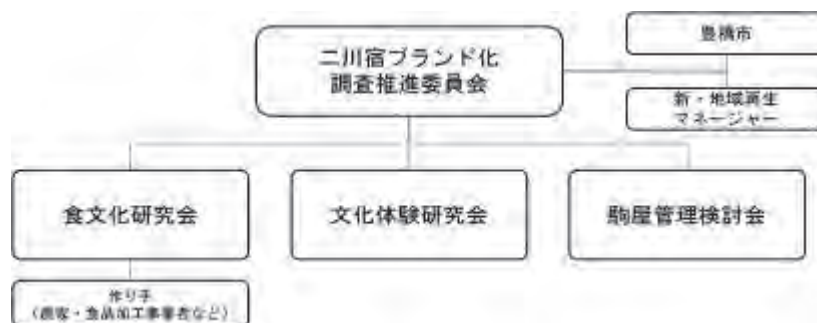 二川宿ブランド化
調査推進委員会
豊橋市
新・地域再生
マネージャー
食文化研究会
文化体験研究会
駒屋管理検討会
作り手
(農家・食品加工事業者など)